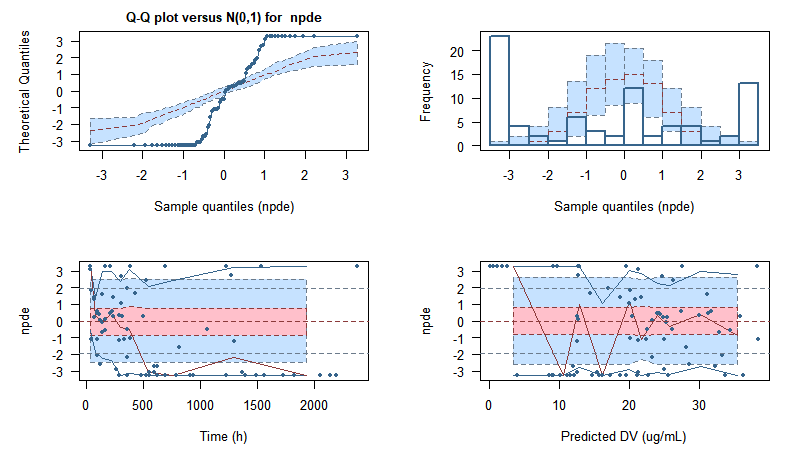 Q-Q plot versus N(0,1) for npde
Theoretical Quantiles
3
2
1
0
-1
-2
-3
-3 -2 -1 0 1 2 3
Sample quantiles (npde)
Frequency
20
15
10
5
0
-3 -2 -1 0 1 2 3
Sample quantiles (npde)
npde
3
2
1
0
-1
-2
-3
0 500 1000 1500 2000
Time (h)
npde
3
2
1
0
-1
-2
-3
0 10 20 30
Predicted DV (ug/mL)